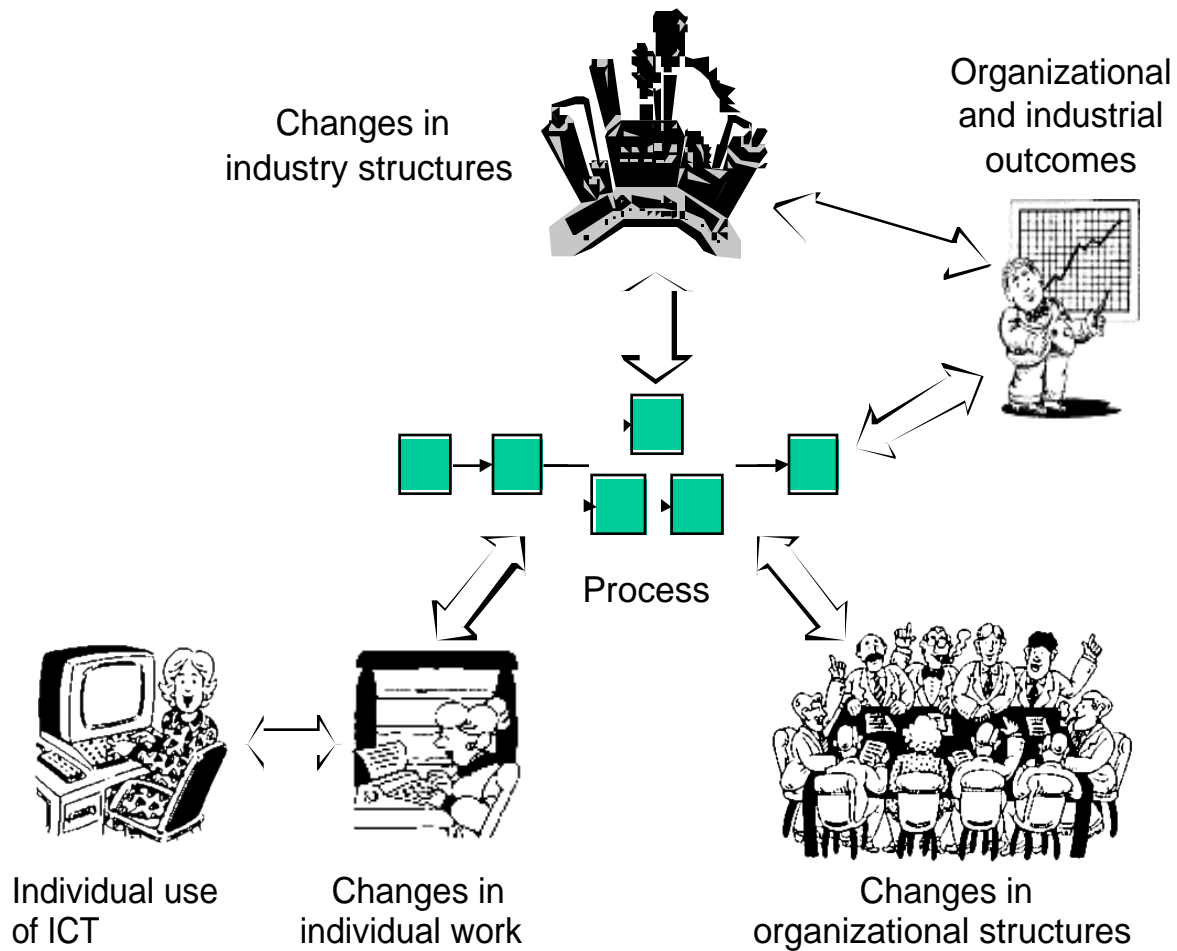 Changes in
industry structures
Organizational
and industrial
outcomes
Process
Individual use
of ICT
Changes in
individual work
Changes in
organizational structures